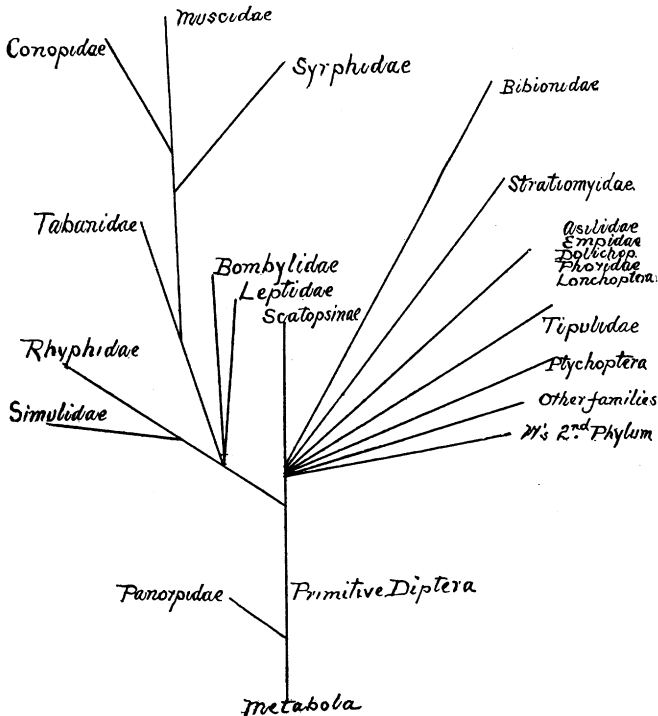 Muscidae
Conopidae
Syrphidae
Bibionidae
Stratiomyidae.
Tabanidae
Asilidae
Empidae
Dolichop.
Phoridae
Lonchoptera.
Bombylidae
Leptidae
Scatopsinae
Tipulidae
Rhyphidae
Ptychoptera
Simulidae
Other families
M's 2nd Phylum
Panorpidae
Primitive Diptera
Metabola